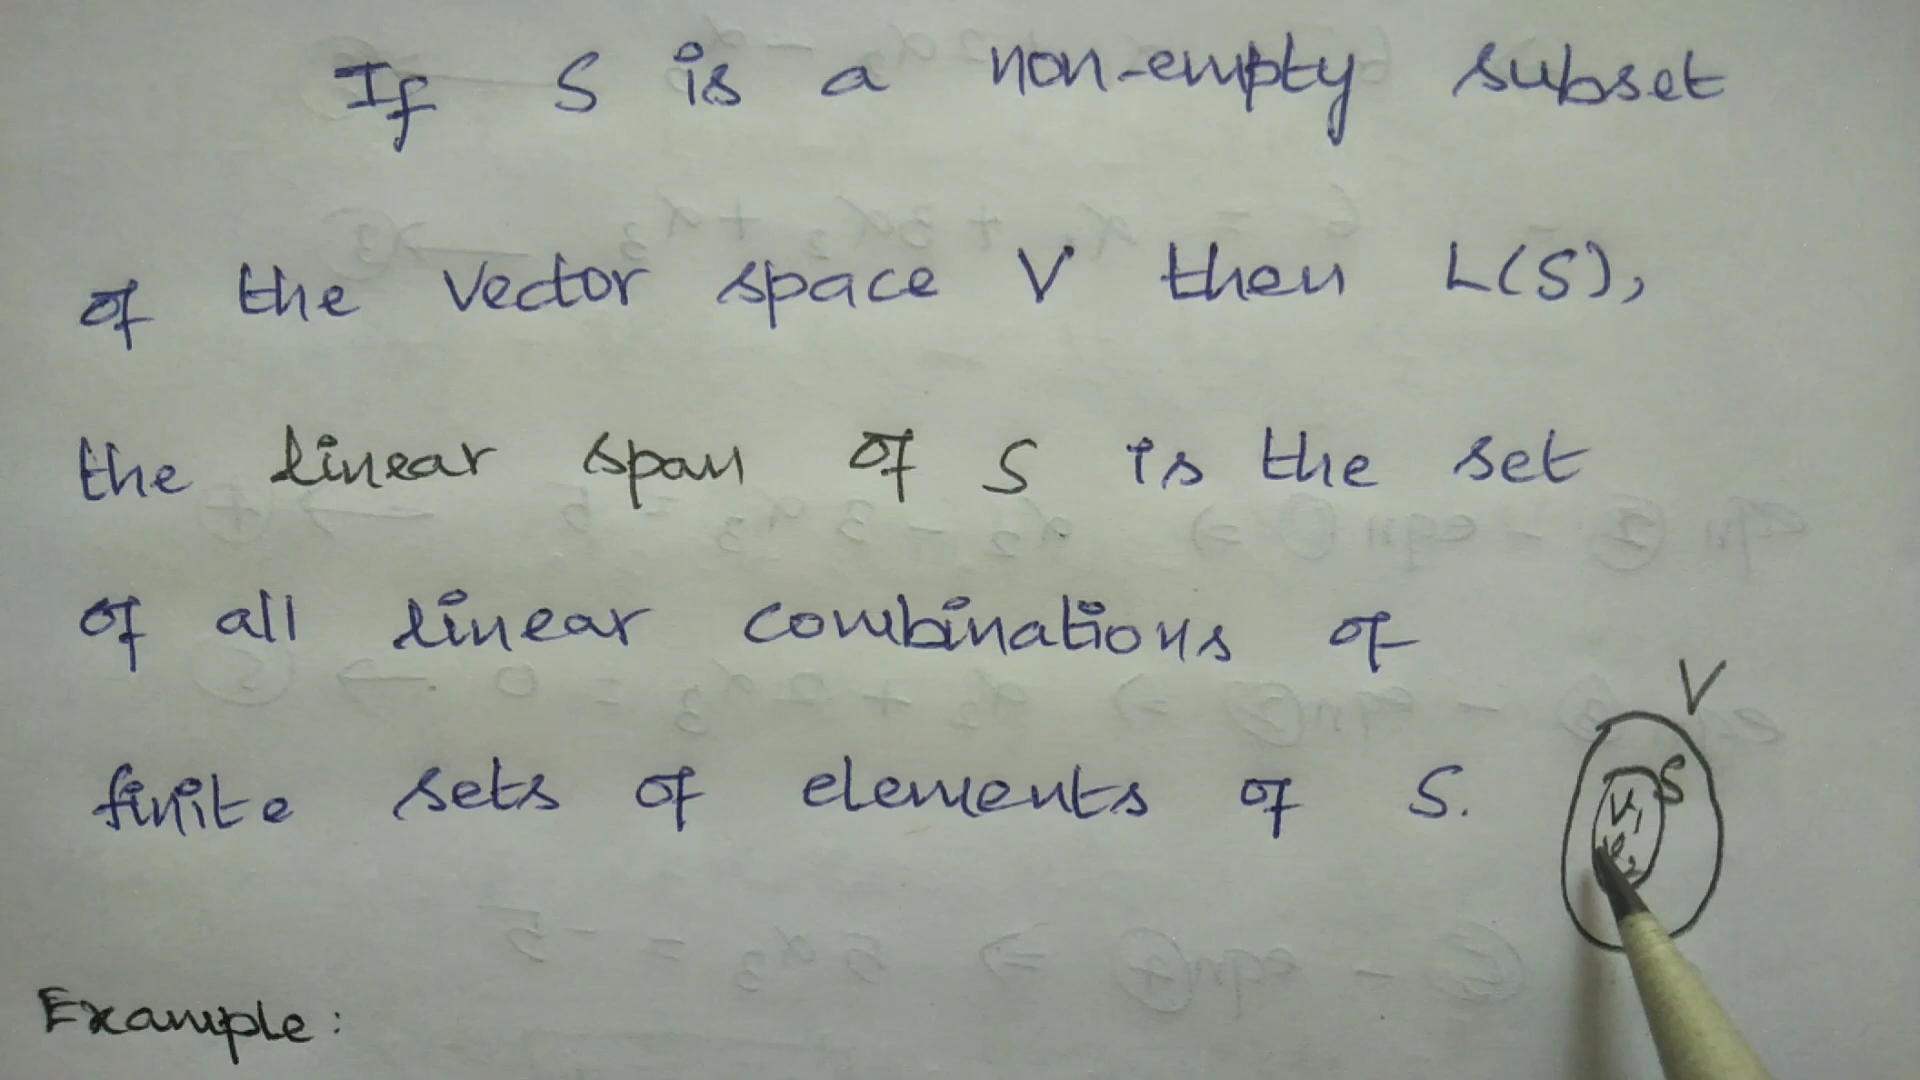 If S is a non-empty subset
of the vector space V then L(S),
the linear span of S is the set
of all linear combinations of
finite sets of elements of S.
V
S
V1
V2
Example: